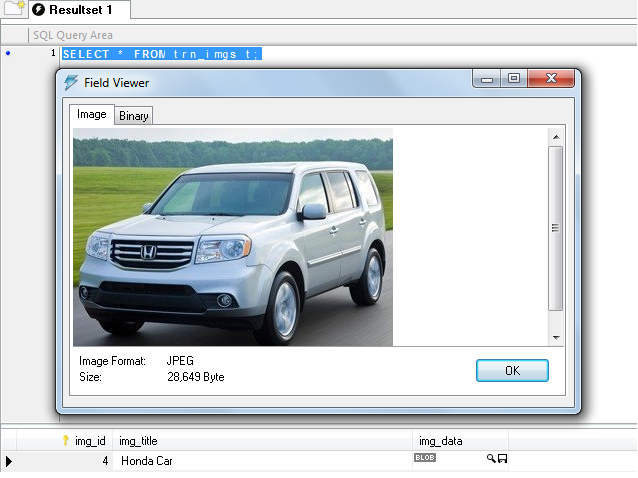 Resultset 1
SQL Query Area
1 SELECT * FROM trn_imgs t;
Field Viewer
Image Binary
Image Format: JPEG
Size: 28,649 Byte
OK
img_id img_title img_data
4 Honda Car BLOB